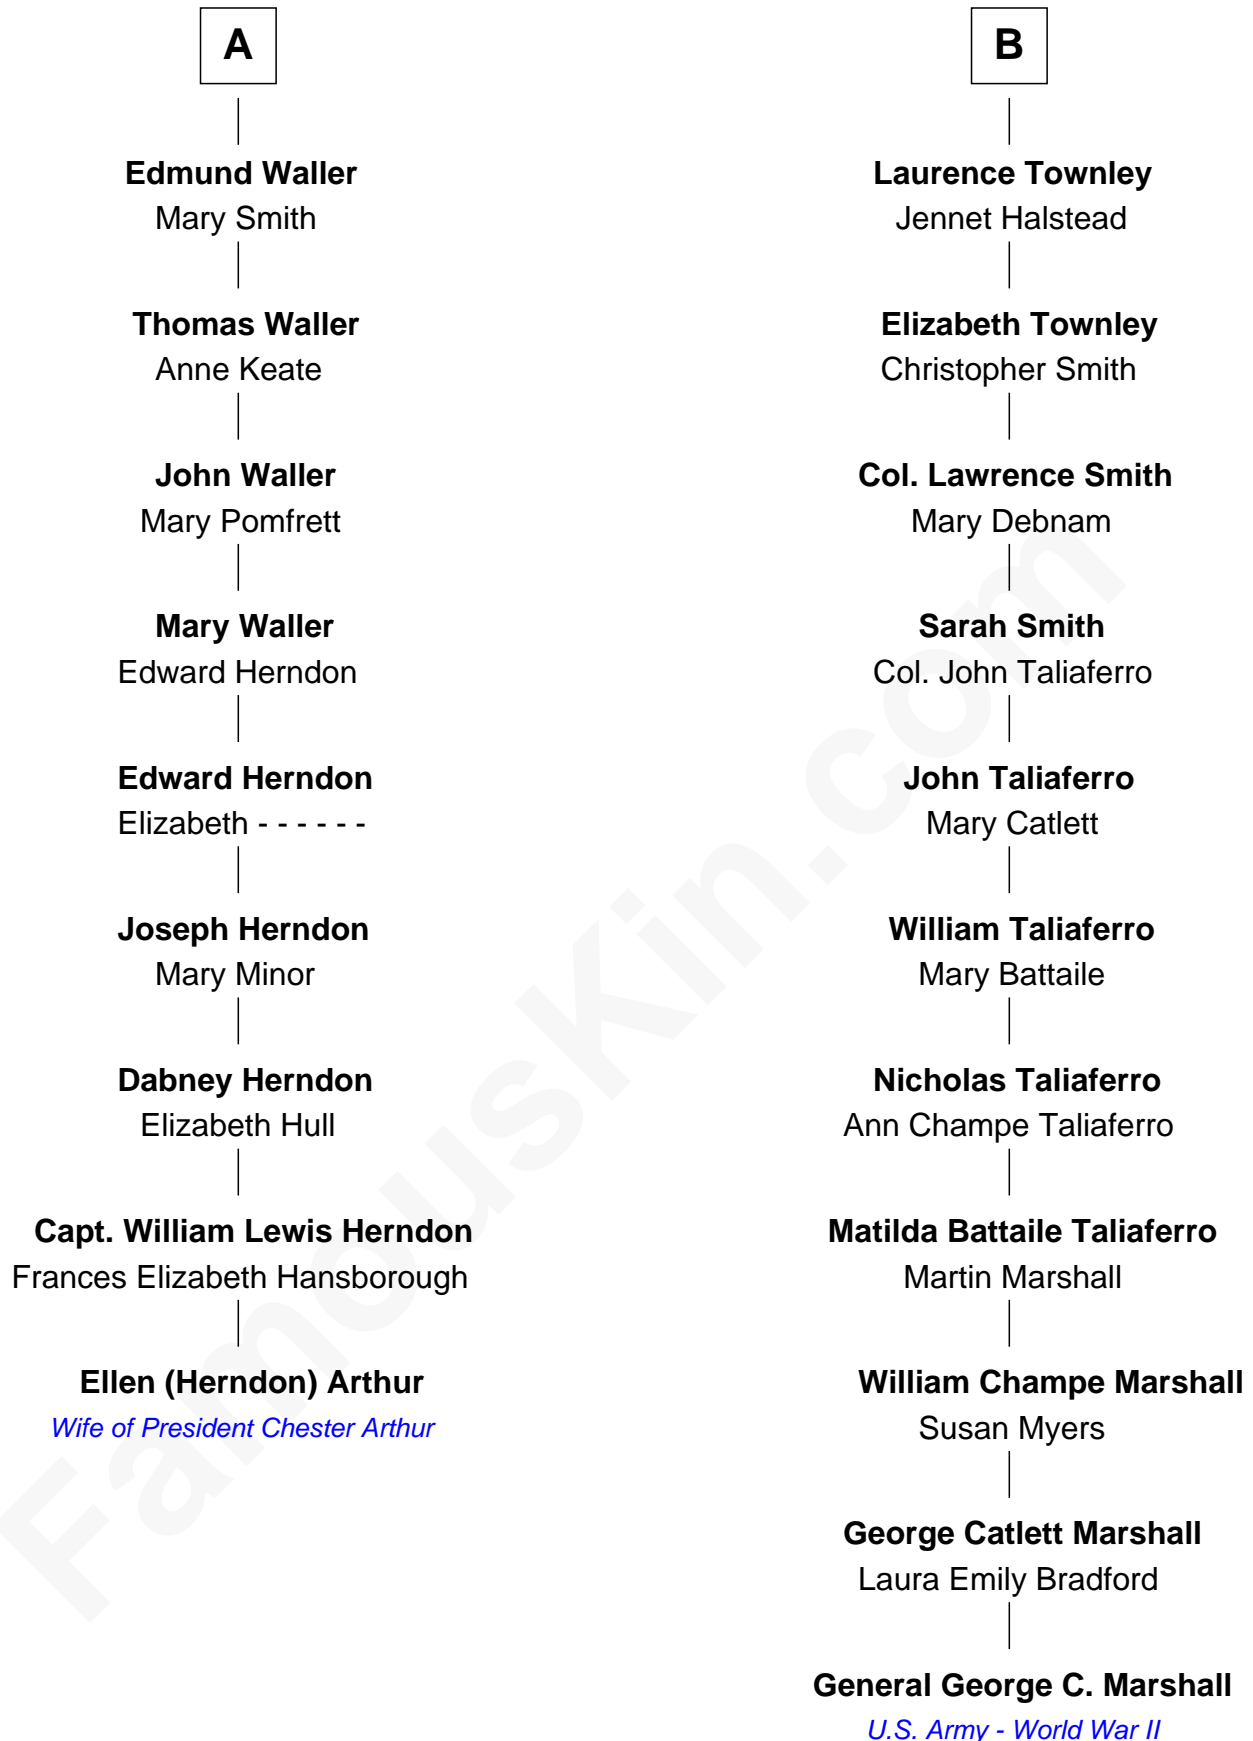 A
Edmund Waller
Mary Smith
Thomas Waller
Anne Keate
John Waller
Mary Pomfrett
Mary Waller
Edward Herndon
Edward Herndon
Elizabeth - - - - - -
Joseph Herndon
Mary Minor
Dabney Herndon
Elizabeth Hull
Capt. William Lewis Herndon
Frances Elizabeth Hansborough
Ellen (Herndon) Arthur
Wife of President Chester Arthur
B
Laurence Townley
Jennet Halstead
Elizabeth Townley
Christopher Smith
Col. Lawrence Smith
Mary Debnam
Sarah Smith
Col. John Taliaferro
John Taliaferro
Mary Catlett
William Taliaferro
Mary Battaile
Nicholas Taliaferro
Ann Champe Taliaferro
Matilda Battaile Taliaferro
Martin Marshall
William Champe Marshall
Susan Myers
George Catlett Marshall
Laura Emily Bradford
General George C. Marshall
U.S. Army - World War II
FamousKin.com